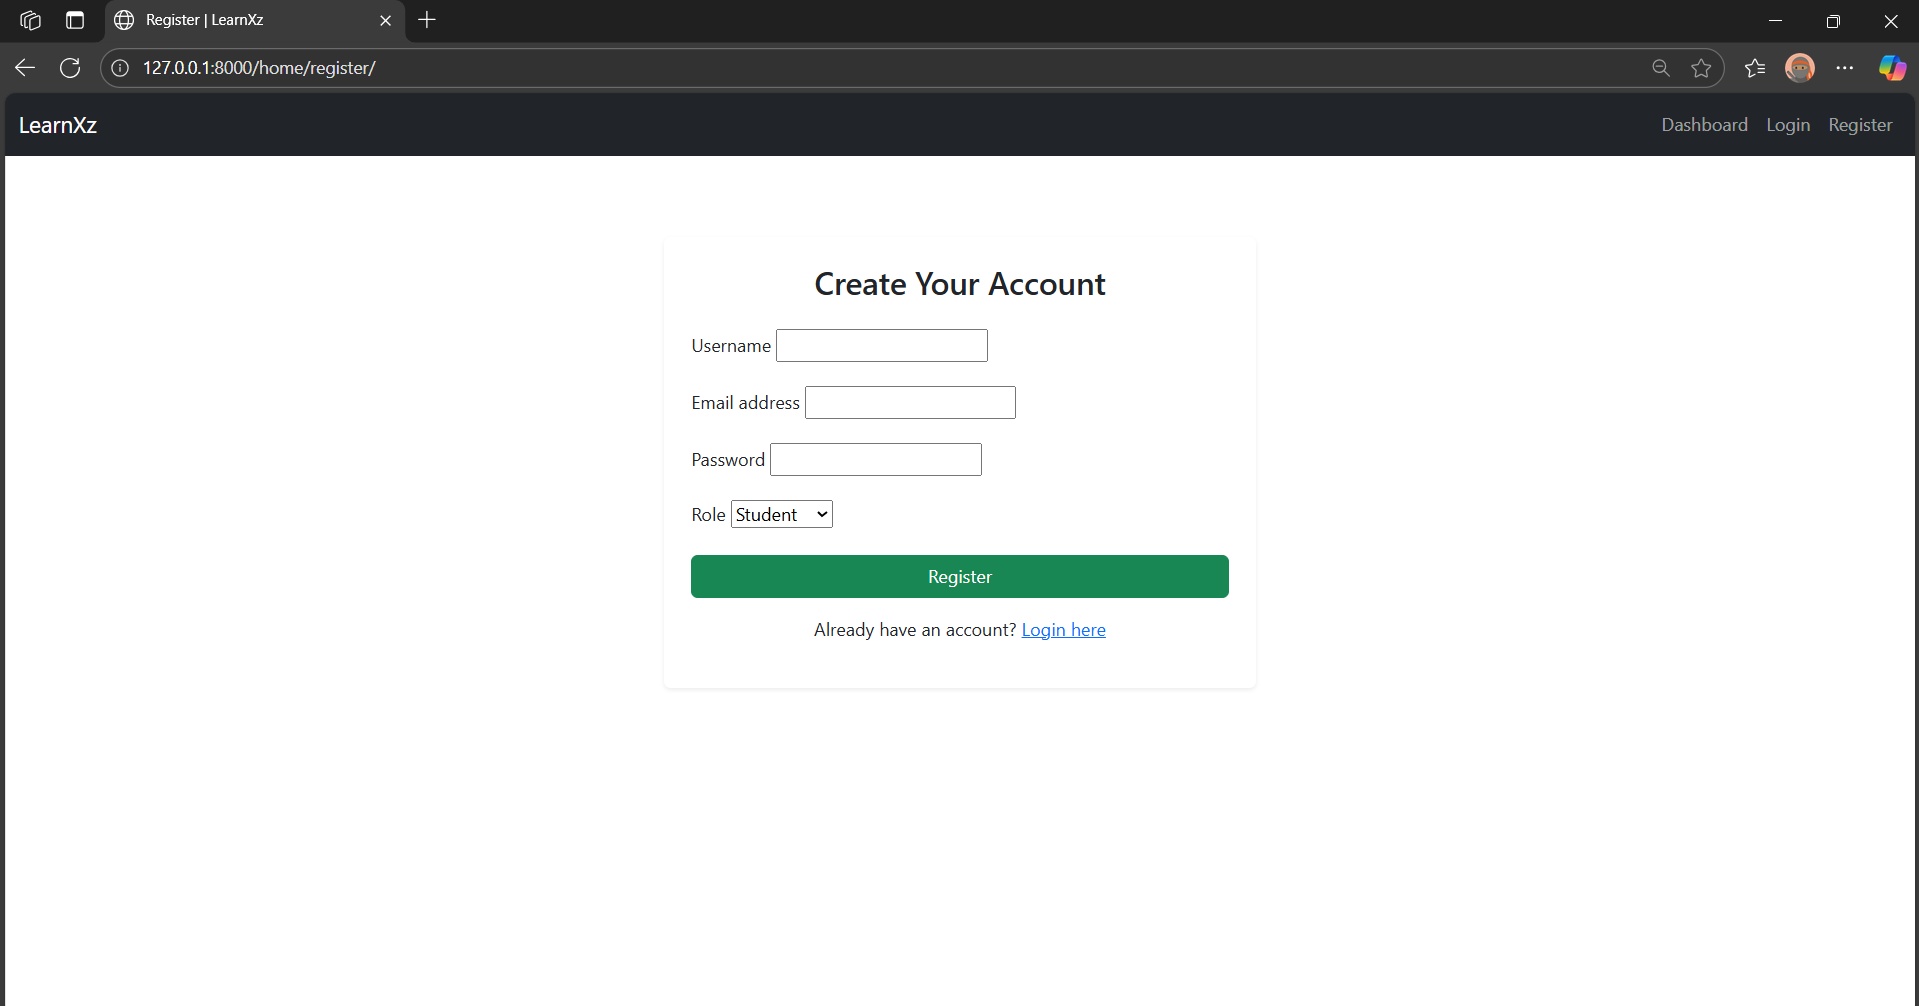 Register | LearnXz
127.0.0.1:8000/home/register/
LearnXz
Dashboard Login Register
Create Your Account
Username
Email address
Password
Role Student
Register
Already have an account? Login here